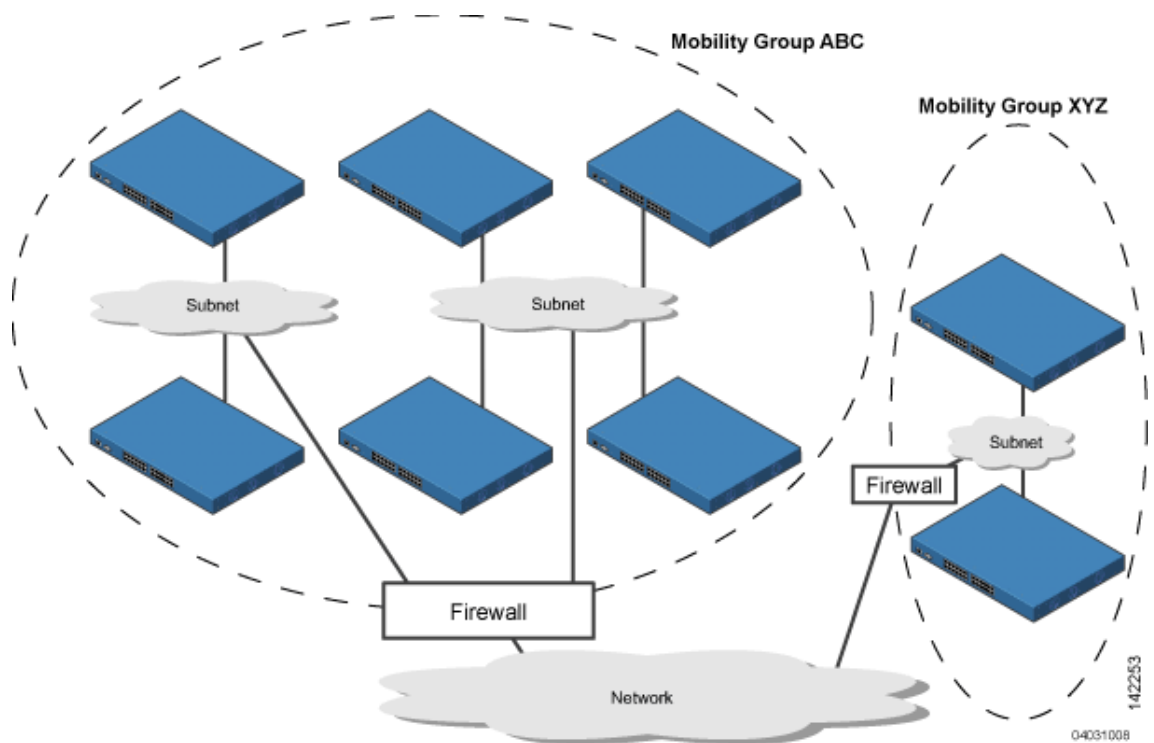 Mobility Group ABC
Mobility Group XYZ
Subnet
Subnet
Subnet
Firewall
Firewall
Network
142253
04031008